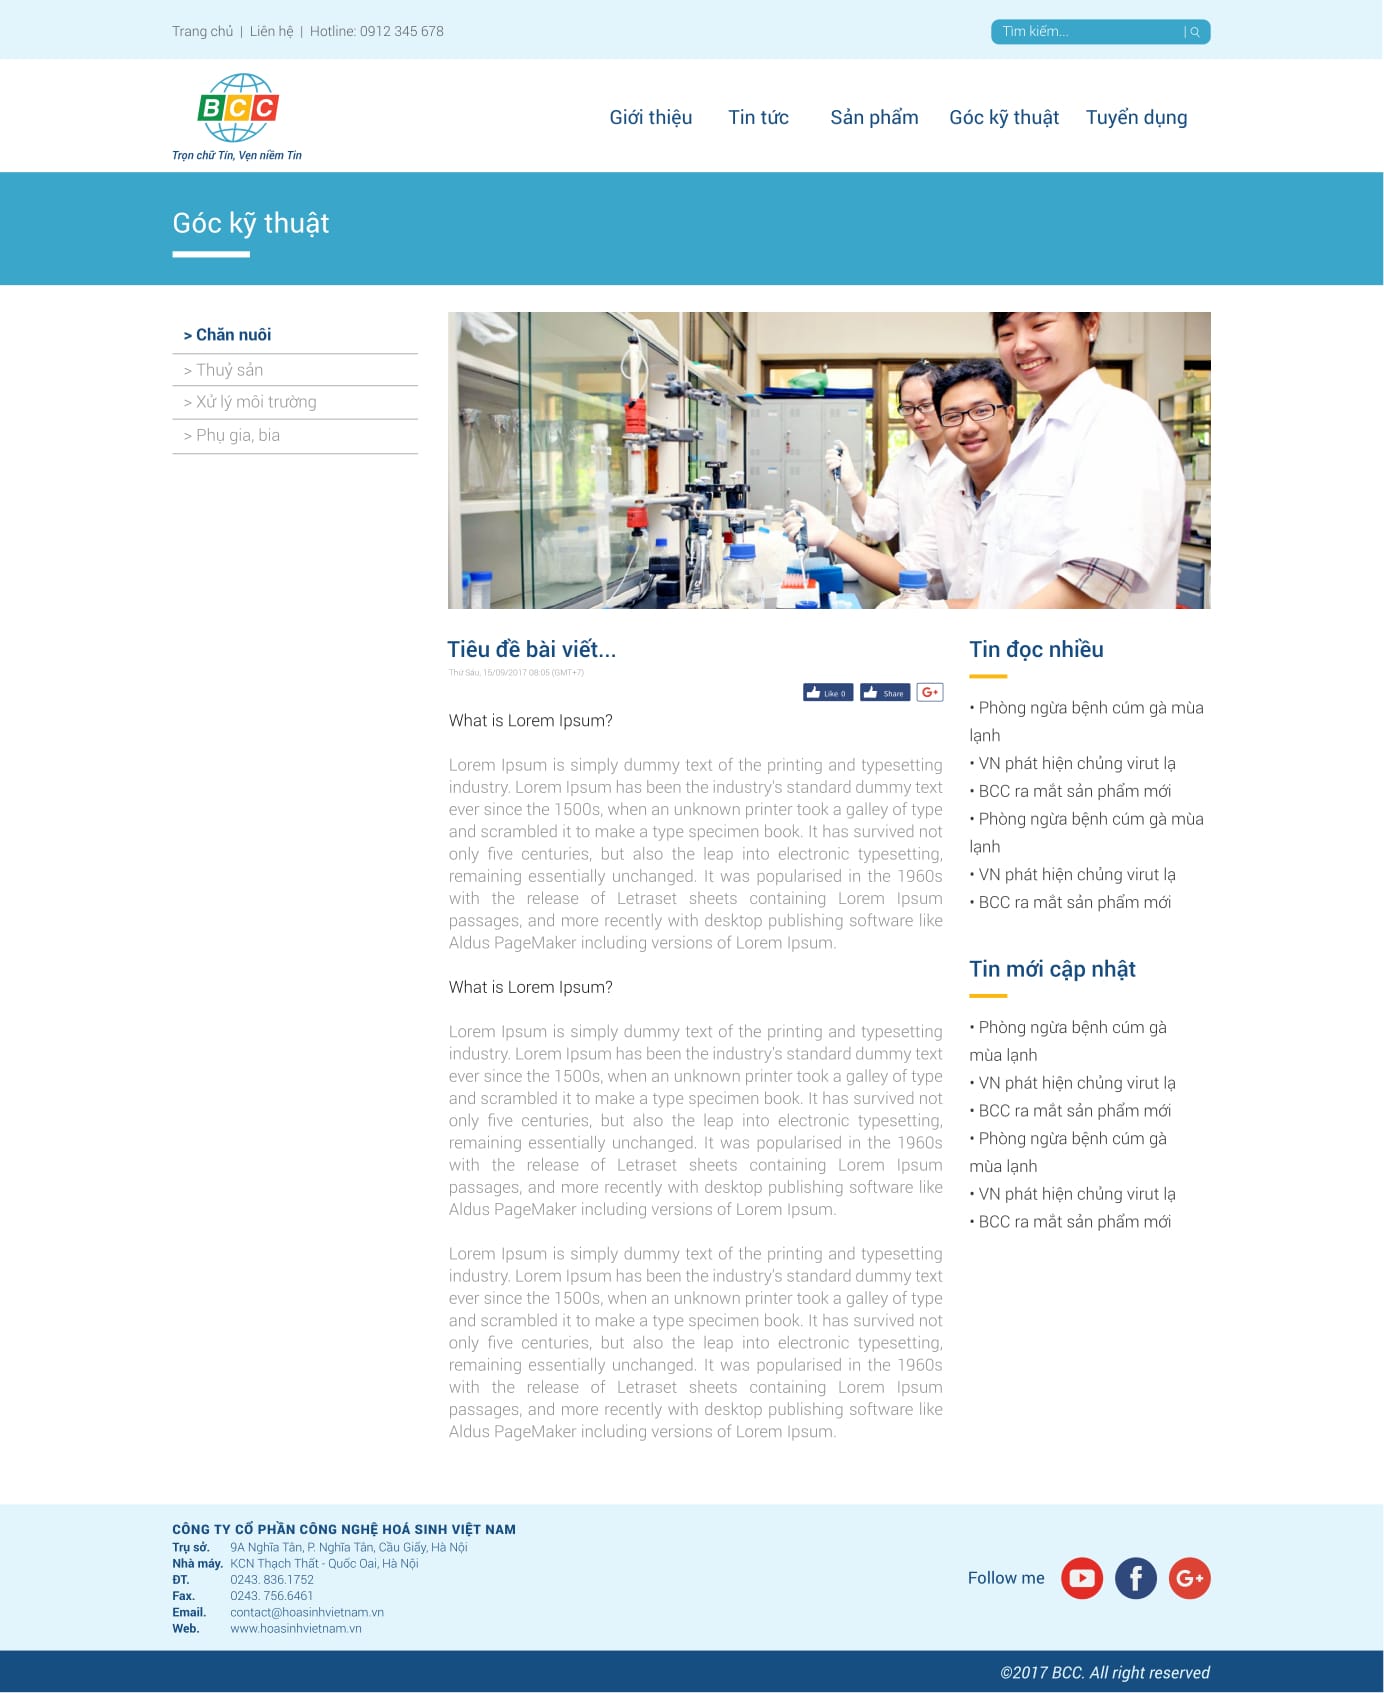 Trang chủ | Liên hệ | Hotline: 0912 345 678
Tìm kiếm...
BCC
Trọn chữ Tín, Vẹn niềm Tin
Giới thiệu
Tin tức
Sản phẩm
Góc kỹ thuật
Tuyển dụng
Góc kỹ thuật
> Chăn nuôi
> Thuỷ sản
> Xử lý môi trường
> Phụ gia, bia
Tiêu đề bài viết...
Thứ Sáu, 15/09/2017 08:05 (GMT+7)
Like 0
Share
G+
What is Lorem Ipsum?
Lorem Ipsum is simply dummy text of the printing and typesetting
industry. Lorem Ipsum has been the industry's standard dummy text
ever since the 1500s, when an unknown printer took a galley of type
and scrambled it to make a type specimen book. It has survived not
only five centuries, but also the leap into electronic typesetting,
remaining essentially unchanged. It was popularised in the 1960s
with the release of Letraset sheets containing Lorem Ipsum
passages, and more recently with desktop publishing software like
Aldus PageMaker including versions of Lorem Ipsum.
What is Lorem Ipsum?
Lorem Ipsum is simply dummy text of the printing and typesetting
industry. Lorem Ipsum has been the industry's standard dummy text
ever since the 1500s, when an unknown printer took a galley of type
and scrambled it to make a type specimen book. It has survived not
only five centuries, but also the leap into electronic typesetting,
remaining essentially unchanged. It was popularised in the 1960s
with the release of Letraset sheets containing Lorem Ipsum
passages, and more recently with desktop publishing software like
Aldus PageMaker including versions of Lorem Ipsum.
Lorem Ipsum is simply dummy text of the printing and typesetting
industry. Lorem Ipsum has been the industry's standard dummy text
ever since the 1500s, when an unknown printer took a galley of type
and scrambled it to make a type specimen book. It has survived not
only five centuries, but also the leap into electronic typesetting,
remaining essentially unchanged. It was popularised in the 1960s
with the release of Letraset sheets containing Lorem Ipsum
passages, and more recently with desktop publishing software like
Aldus PageMaker including versions of Lorem Ipsum.
Tin đọc nhiều
• Phòng ngừa bệnh cúm gà mùa
lạnh
• VN phát hiện chủng virut lạ
• BCC ra mắt sản phẩm mới
• Phòng ngừa bệnh cúm gà mùa
lạnh
• VN phát hiện chủng virut lạ
• BCC ra mắt sản phẩm mới
Tin mới cập nhật
• Phòng ngừa bệnh cúm gà
mùa lạnh
• VN phát hiện chủng virut lạ
• BCC ra mắt sản phẩm mới
• Phòng ngừa bệnh cúm gà
mùa lạnh
• VN phát hiện chủng virut lạ
• BCC ra mắt sản phẩm mới
CÔNG TY CỔ PHẦN CÔNG NGHỆ HOÁ SINH VIỆT NAM
Trụ sở. 9A Nghĩa Tân, P. Nghĩa Tân, Cầu Giấy, Hà Nội
Nhà máy. KCN Thạch Thất - Quốc Oai, Hà Nội
ĐT. 0243. 836.1752
Fax. 0243. 756.6461
Email. contact@hoasinhvietnam.vn
Web. www.hoasinhvietnam.vn
Follow me
f
G+
©2017 BCC. All right reserved